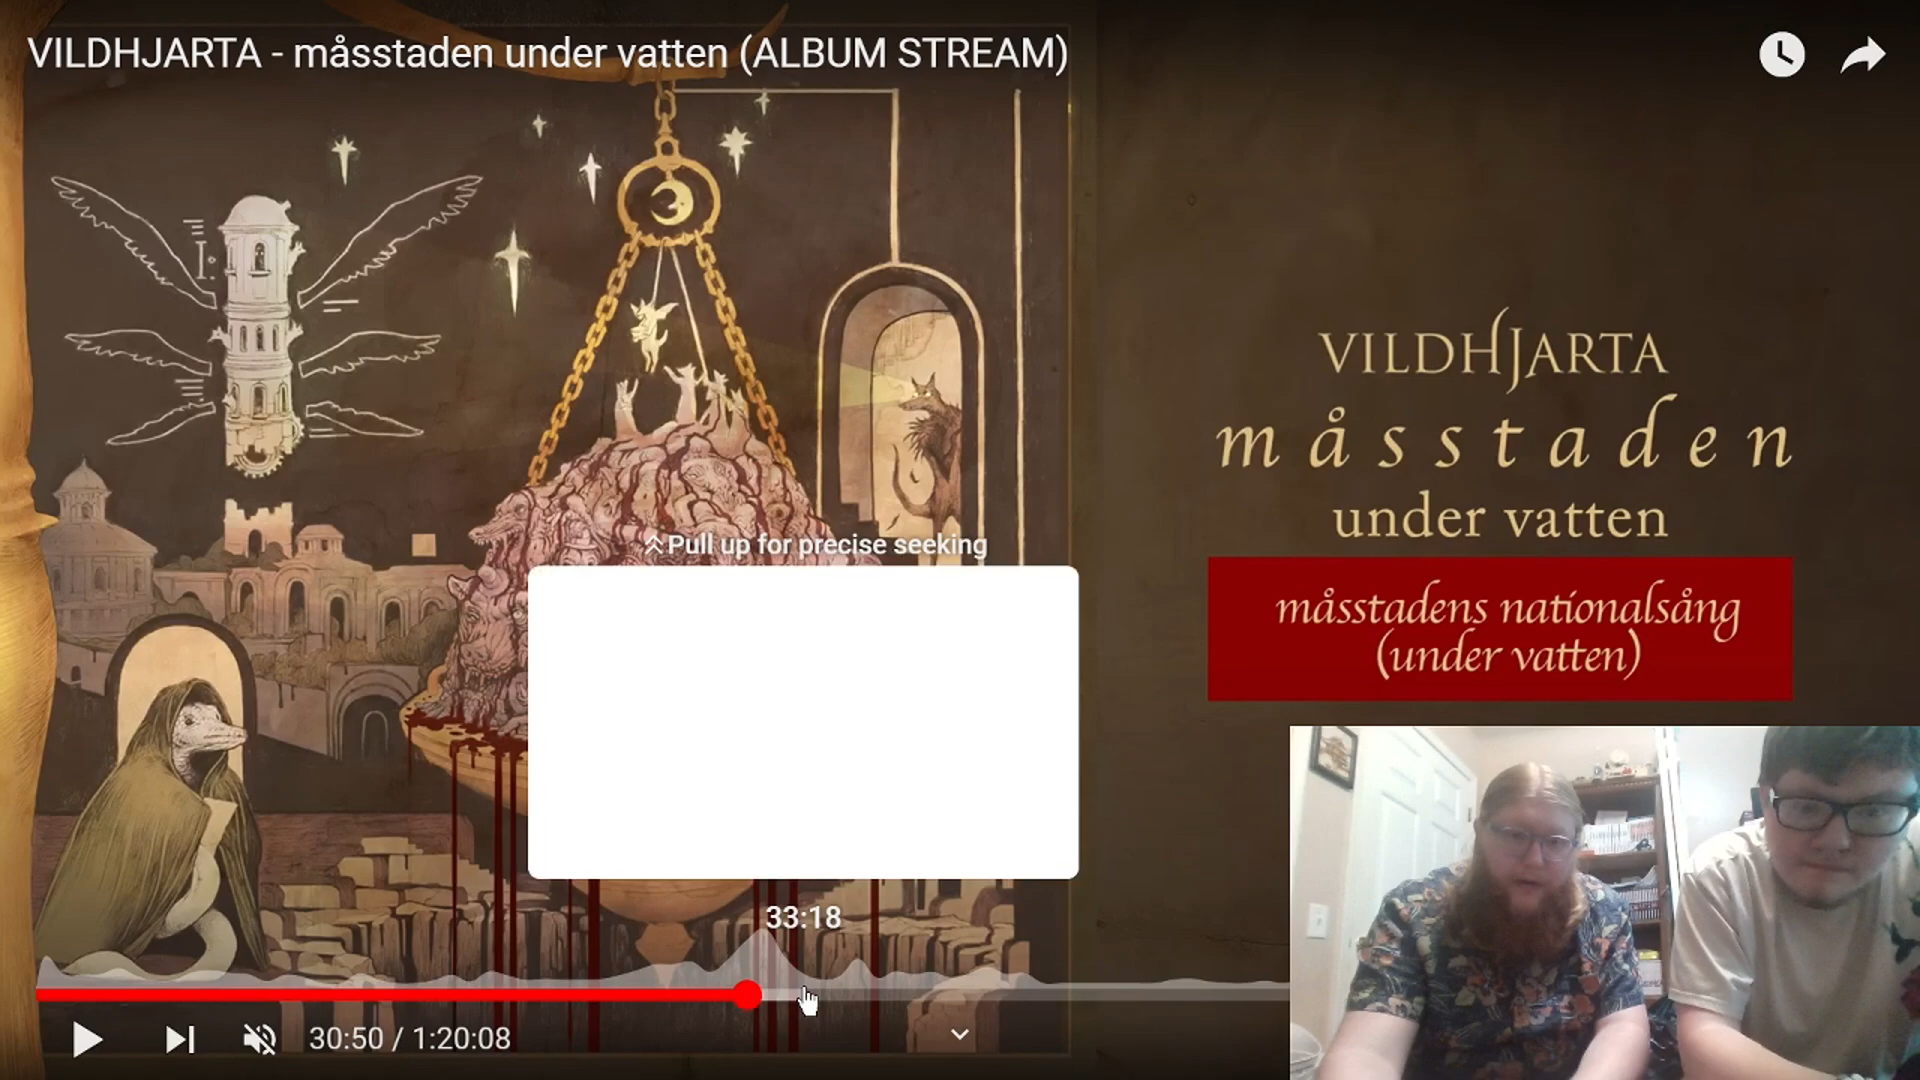 VILDHJARTA - måsstaden under vatten (ALBUM STREAM)
VILDHJARTA
måsstaden
under vatten
måsstadens nationalsång
(under vatten)
Pull up for precise seeking
33:18
30:50 / 1:20:08